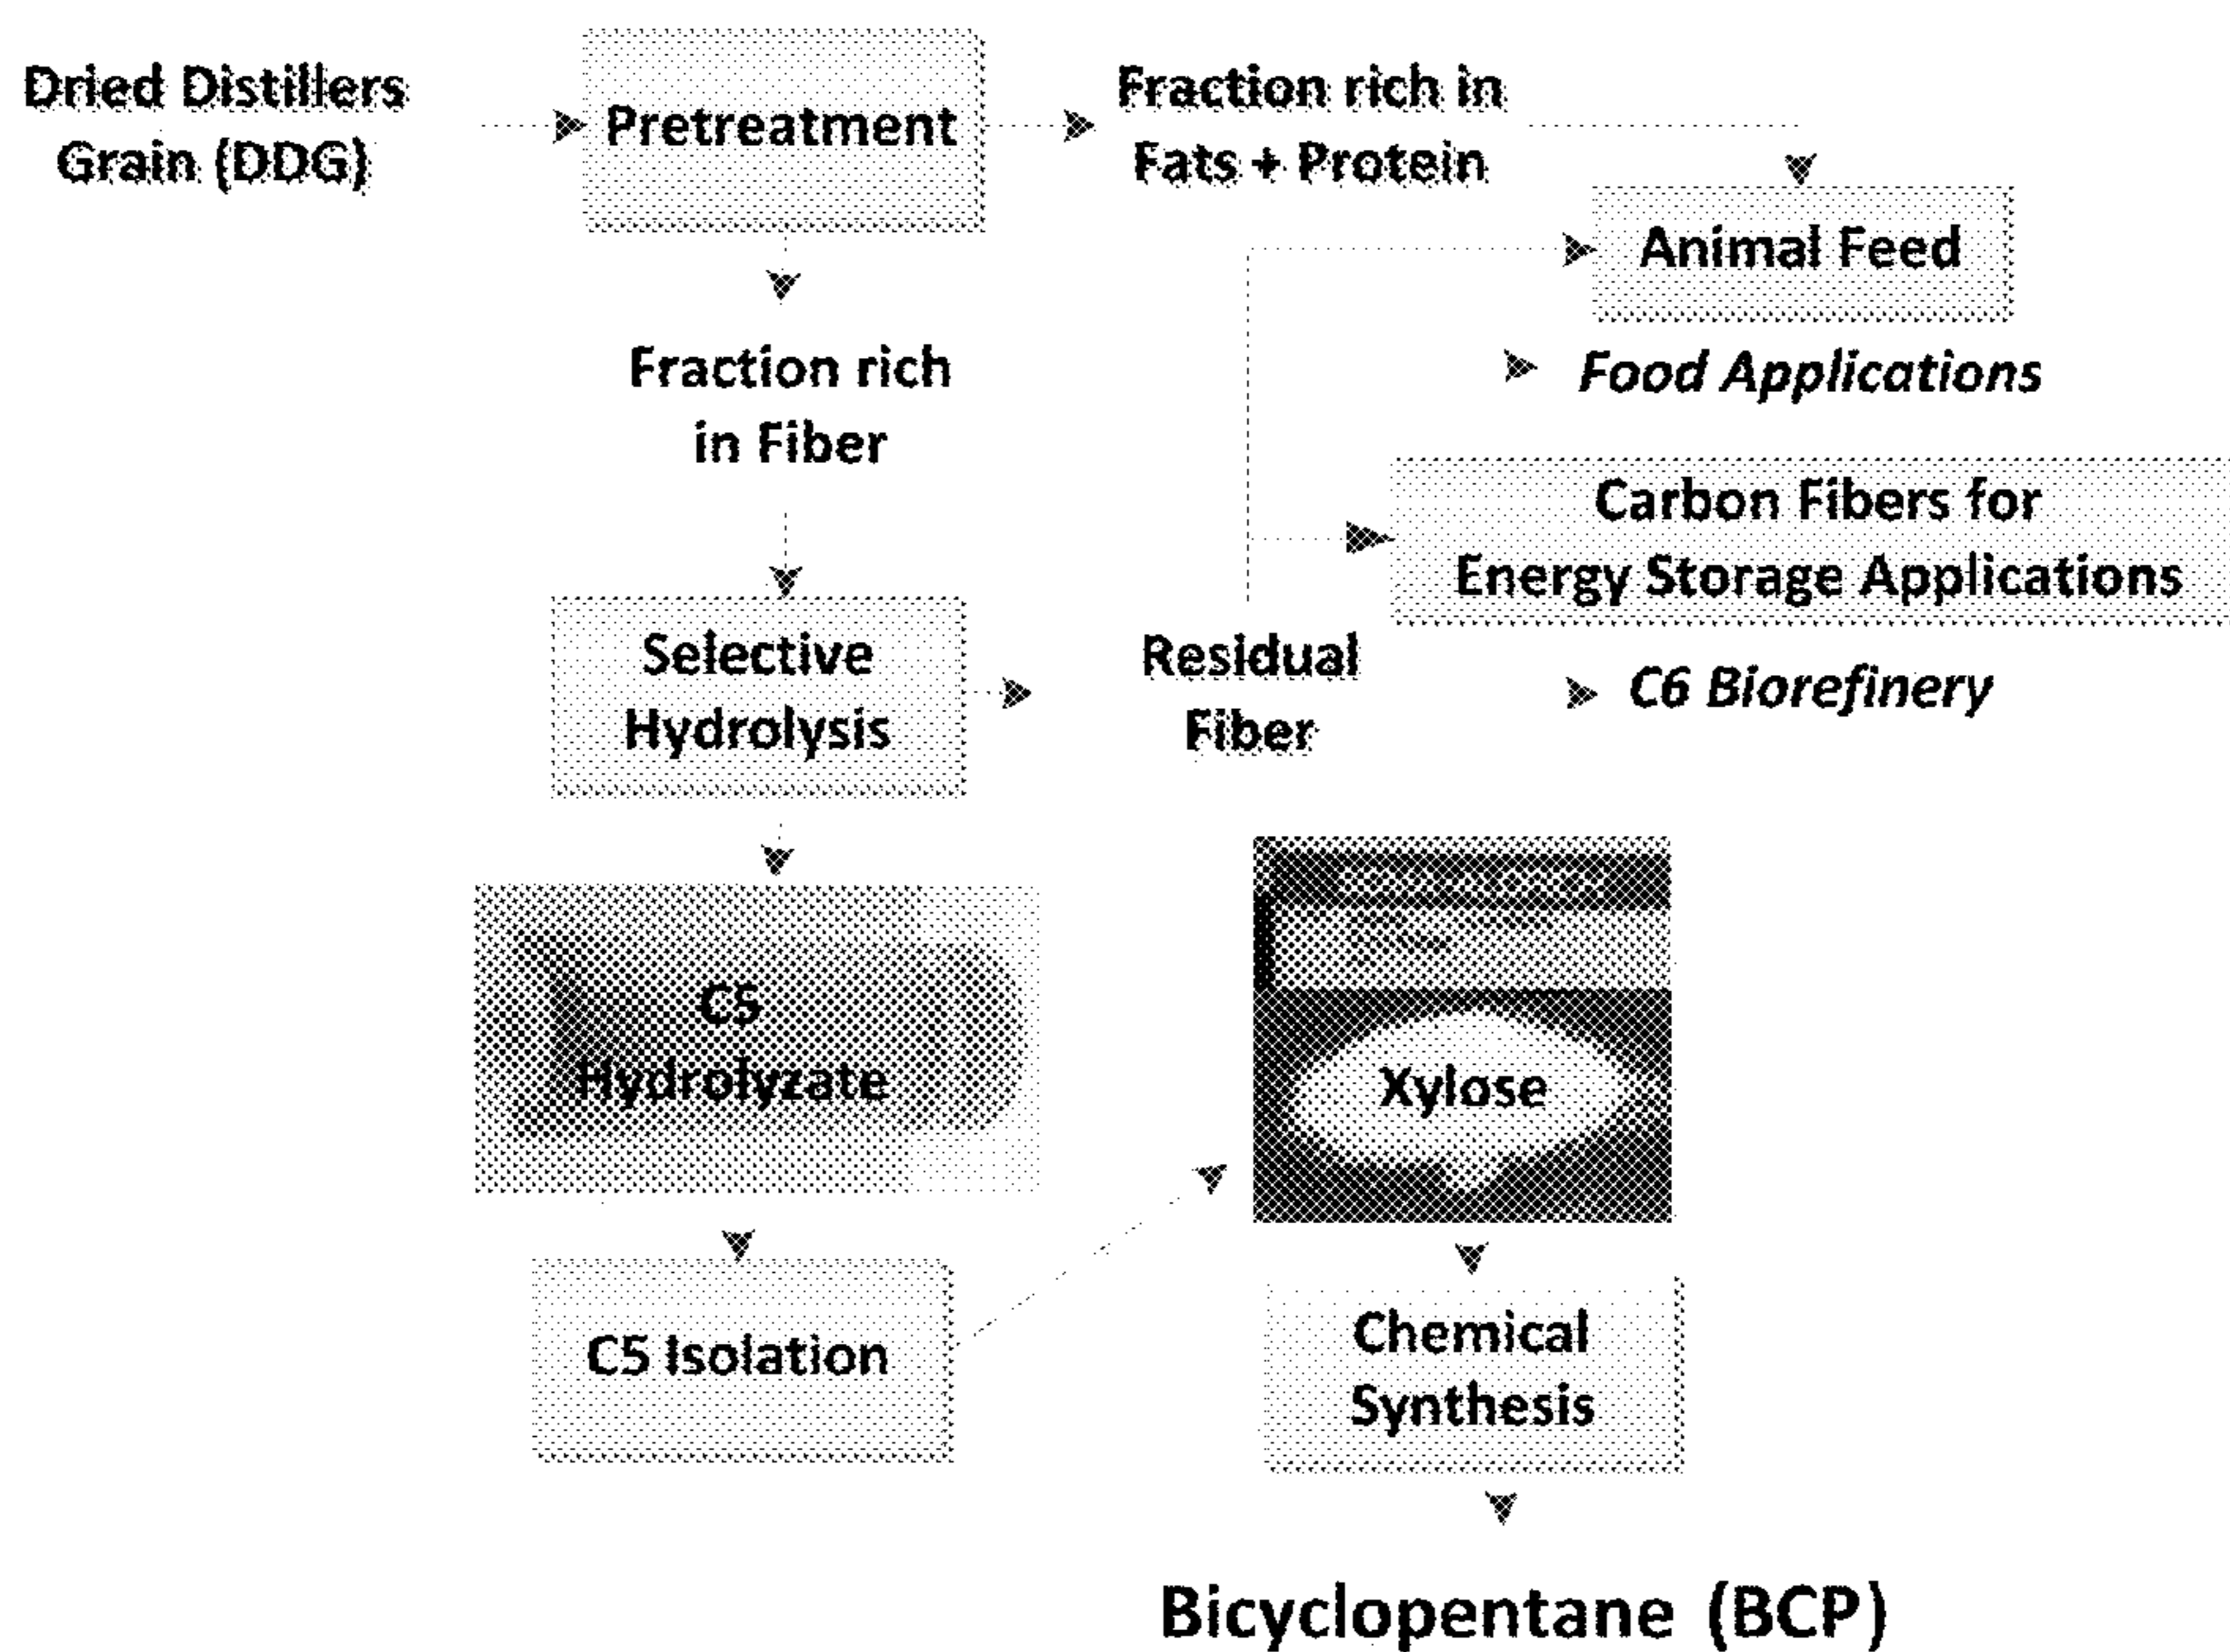 Dried Distillers
Grain (DDG)
Pretreatment
Fraction rich in
Fats + Protein
Animal Feed
Food Applications
Fraction rich
in Fiber
Carbon Fibers for
Energy Storage Applications
Selective
Hydrolysis
Residual
Fiber
C6 Biorefinery
C5
Hydrolyzate
Xylose
C5 Isolation
Chemical
Synthesis
Bicyclopentane (BCP)